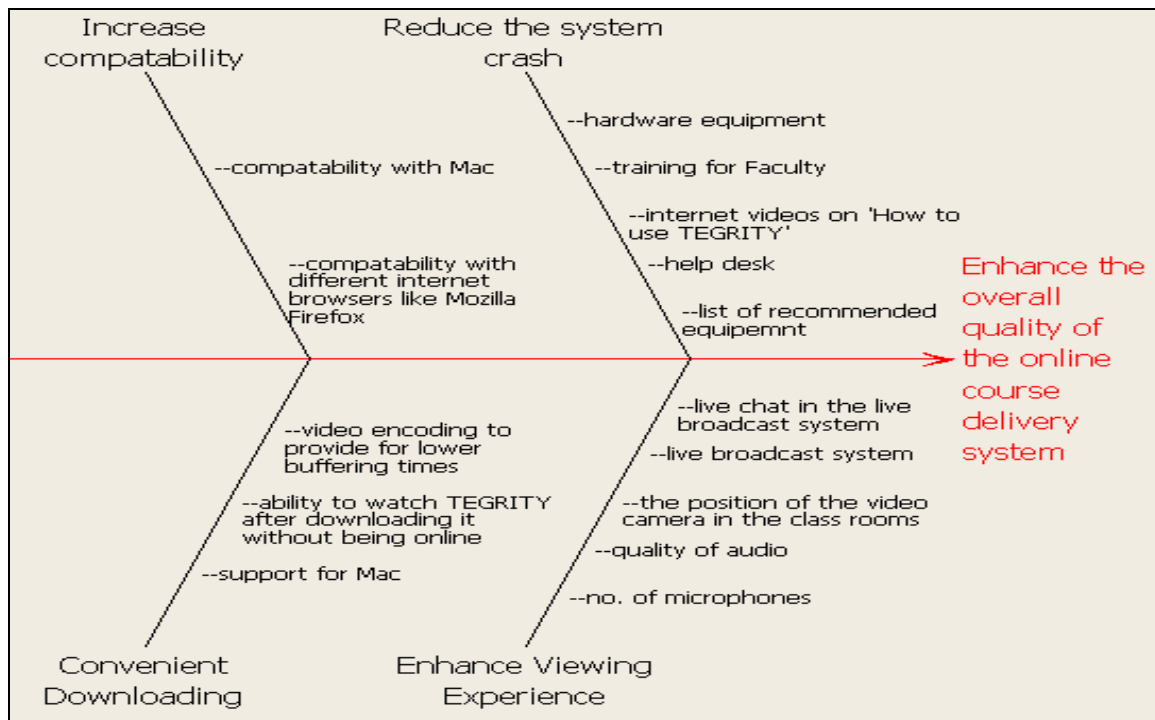 Increase
compatability
Reduce the system
crash
--hardware equipment
--compatability with Mac
--training for Faculty
--internet videos on 'How to
use TEGRITY'
--compatability with
different internet
browsers like Mozilla
Firefox
--help desk
--list of recommended
equipemnt
Enhance the
overall
quality of
the online
course
delivery
system
--video encoding to
provide for lower
buffering times
--ability to watch TEGRITY
after downloading it
without being online
--support for Mac
--live chat in the live
broadcast system
--live broadcast system
--the position of the video
camera in the class rooms
--quality of audio
--no. of microphones
Convenient
Downloading
Enhance Viewing
Experience